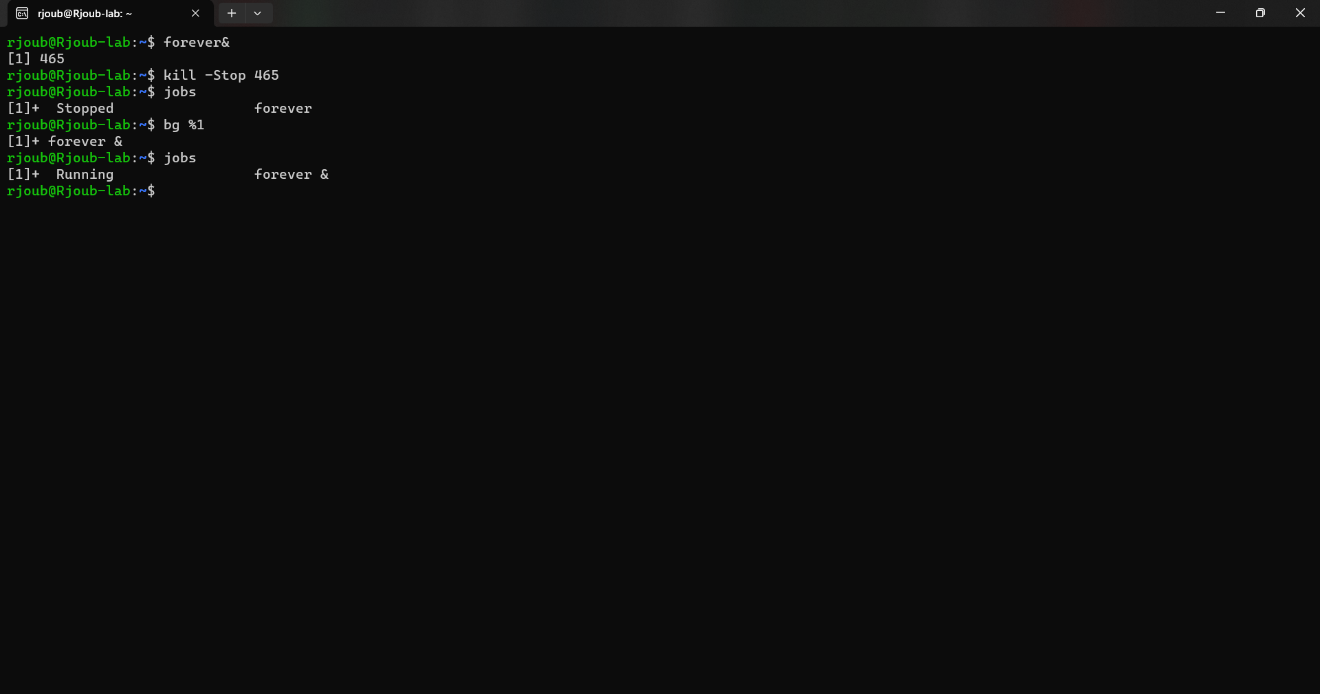 rjoub@Rjoub-lab: ~
rjoub@Rjoub-lab:~$ forever&
[1] 465
rjoub@Rjoub-lab:~$ kill -Stop 465
rjoub@Rjoub-lab:~$ jobs
[1]+  Stopped                 forever
rjoub@Rjoub-lab:~$ bg %1
[1]+ forever &
rjoub@Rjoub-lab:~$ jobs
[1]+  Running                 forever &
rjoub@Rjoub-lab:~$